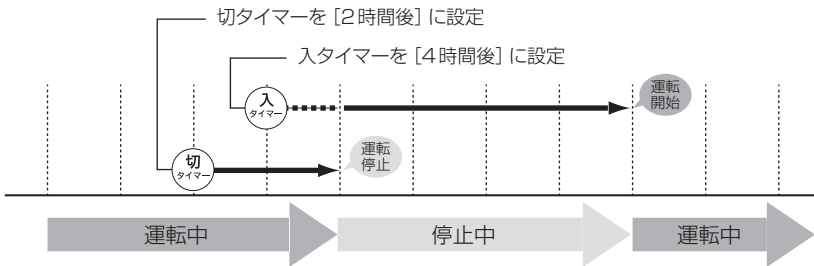 切タイマーを［2時間後］に設定
入タイマーを［4時間後］に設定
運転
開始
入
タイマー
運転
停止
切
タイマー
運転中
停止中
運転中